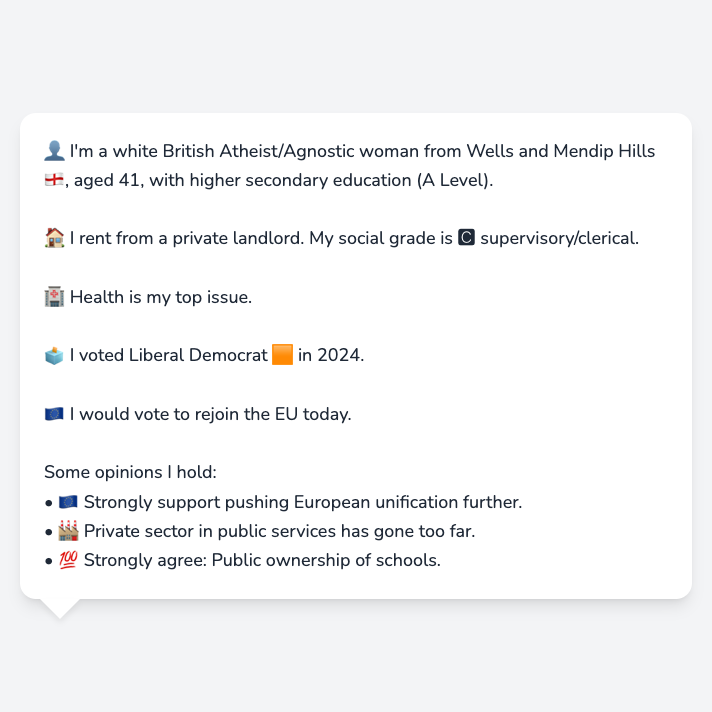 👤 I'm a white British Atheist/Agnostic woman from Wells and Mendip Hills
🏴󠁧󠁢󠁥󠁮󠁧󠁿, aged 41, with higher secondary education (A Level).
🏠 I rent from a private landlord. My social grade is 🅲 supervisory/clerical.
🏥 Health is my top issue.
🗳️ I voted Liberal Democrat 🟧 in 2024.
🇪🇺 I would vote to rejoin the EU today.
Some opinions I hold:
• 🇪🇺 Strongly support pushing European unification further.
• 🏭 Private sector in public services has gone too far.
• 💯 Strongly agree: Public ownership of schools.